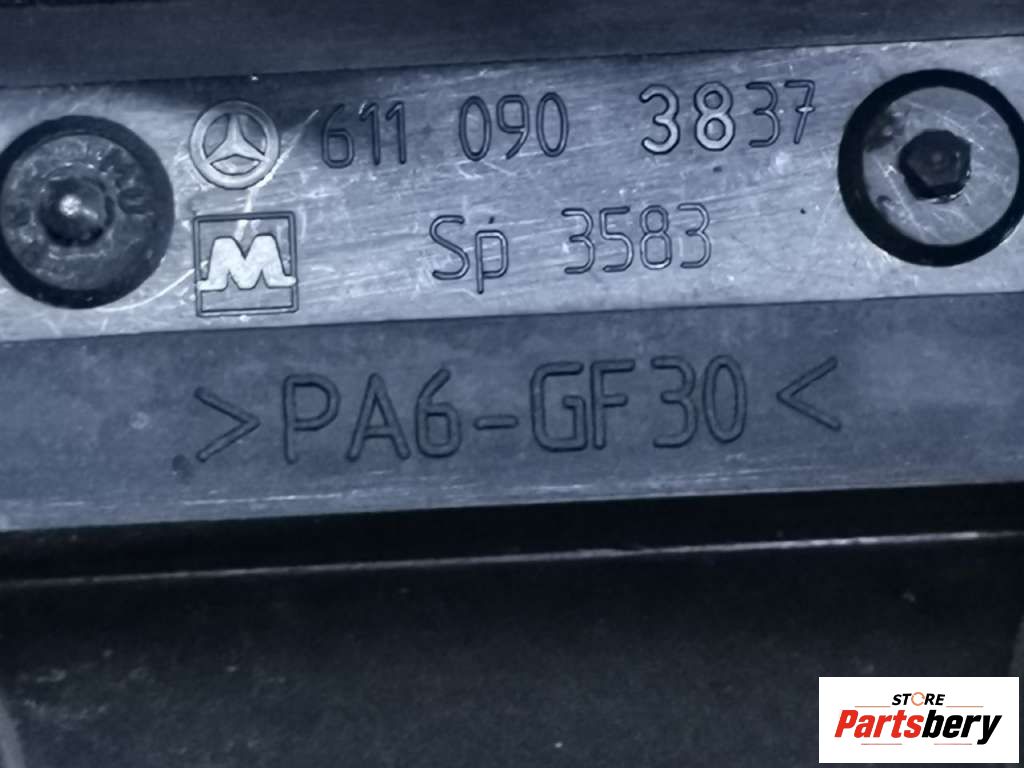 611 090 3837
M
Sp 3583
>PA6-GF30<
STORE
Partsbery